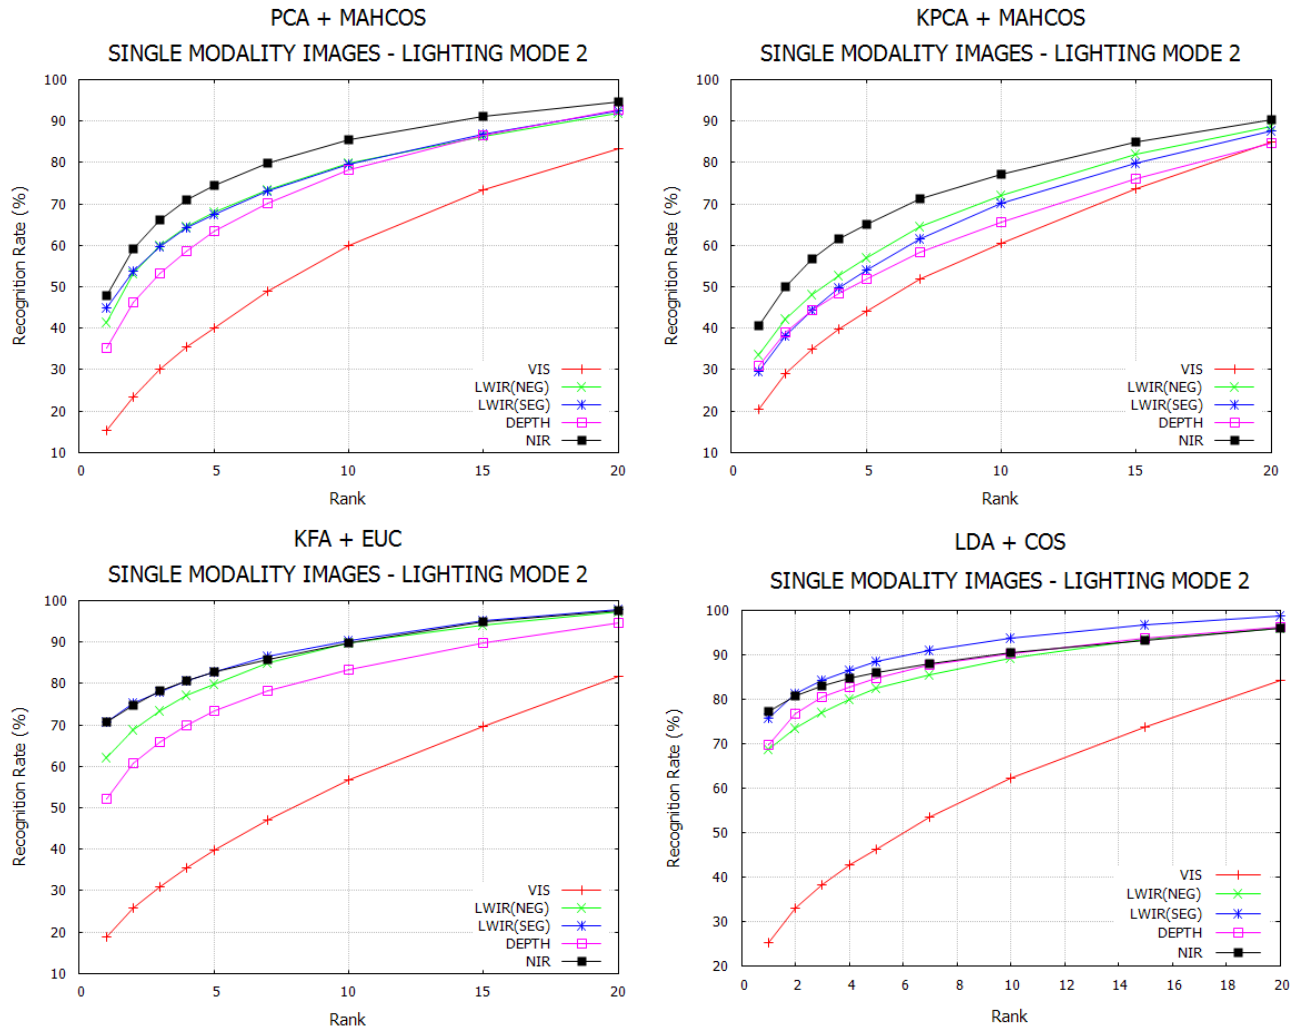 PCA + MAHCOS
SINGLE MODALITY IMAGES - LIGHTING MODE 2
100
90
80
70
60
50
40
30
20
10
Recognition Rate (%)
VIS
LWIR(NEG)
LWIR(SEG)
DEPTH
NIR
0 5 10 15 20
Rank
KPCA + MAHCOS
SINGLE MODALITY IMAGES - LIGHTING MODE 2
100
90
80
70
60
50
40
30
20
10
Recognition Rate (%)
VIS
LWIR(NEG)
LWIR(SEG)
DEPTH
NIR
0 5 10 15 20
Rank
KFA + EUC
SINGLE MODALITY IMAGES - LIGHTING MODE 2
100
90
80
70
60
50
40
30
20
10
Recognition Rate (%)
VIS
LWIR(NEG)
LWIR(SEG)
DEPTH
NIR
0 5 10 15 20
Rank
LDA + COS
SINGLE MODALITY IMAGES - LIGHTING MODE 2
100
90
80
70
60
50
40
30
20
Recognition Rate (%)
VIS
LWIR(NEG)
LWIR(SEG)
DEPTH
NIR
0 2 4 6 8 10 12 14 16 18 20
Rank